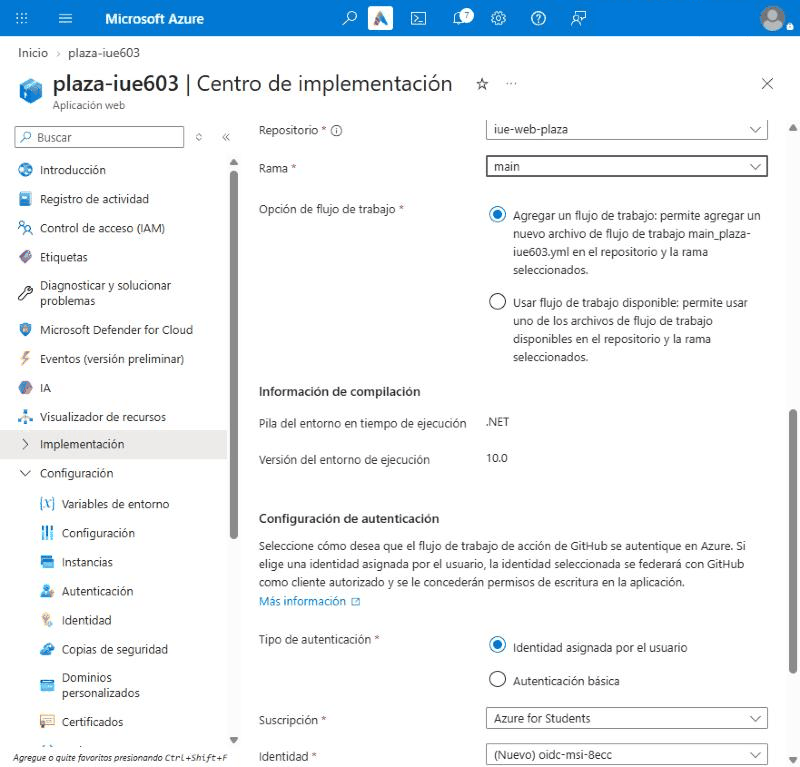 Microsoft Azure
7
Inicio > plaza-iue603
plaza-iue603 | Centro de implementación
Aplicación web
Buscar
Introducción
Registro de actividad
Control de acceso (IAM)
Etiquetas
Diagnosticar y solucionar
problemas
Microsoft Defender for Cloud
Eventos (versión preliminar)
IA
Visualizador de recursos
Implementación
Configuración
Variables de entorno
Configuración
Instancias
Autenticación
Identidad
Copias de seguridad
Dominios
personalizados
Certificados
Agregue o quite favoritos presionando Ctrl+Shift+F
Repositorio *
iue-web-plaza
Rama *
main
Opción de flujo de trabajo *
Agregar un flujo de trabajo: permite agregar un
nuevo archivo de flujo de trabajo main_plaza-
iue603.yml en el repositorio y la rama
seleccionados.
Usar flujo de trabajo disponible: permite usar
uno de los archivos de flujo de trabajo
disponibles en el repositorio y la rama
seleccionados.
Información de compilación
Pila del entorno en tiempo de ejecución
.NET
Versión del entorno de ejecución
10.0
Configuración de autenticación
Seleccione cómo desea que el flujo de trabajo de acción de GitHub se autentique en Azure. Si
elige una identidad asignada por el usuario, la identidad seleccionada se federará con GitHub
como cliente autorizado y se le concederán permisos de escritura en la aplicación.
Más información
Tipo de autenticación *
Identidad asignada por el usuario
Autenticación básica
Suscripción *
Azure for Students
Identidad *
(Nuevo) oidc-msi-8ecc